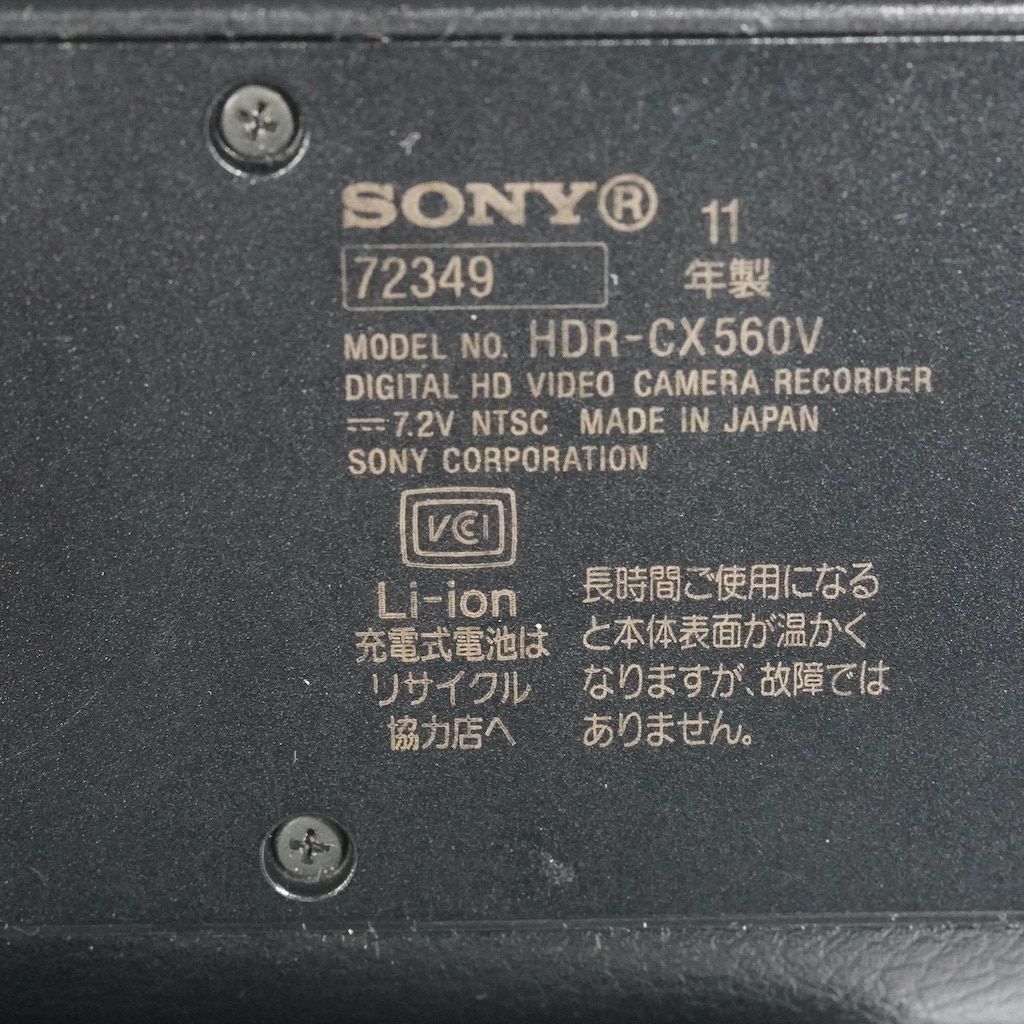 SONY®
11
年製
72349
MODEL NO. HDR-CX560V
DIGITAL HD VIDEO CAMERA RECORDER
⎓7.2V NTSC MADE IN JAPAN
SONY CORPORATION
VCCI
Li-ion
充電式電池は
リサイクル
協力店へ
長時間ご使用になる
と本体表面が温かく
なりますが、故障では
ありません。